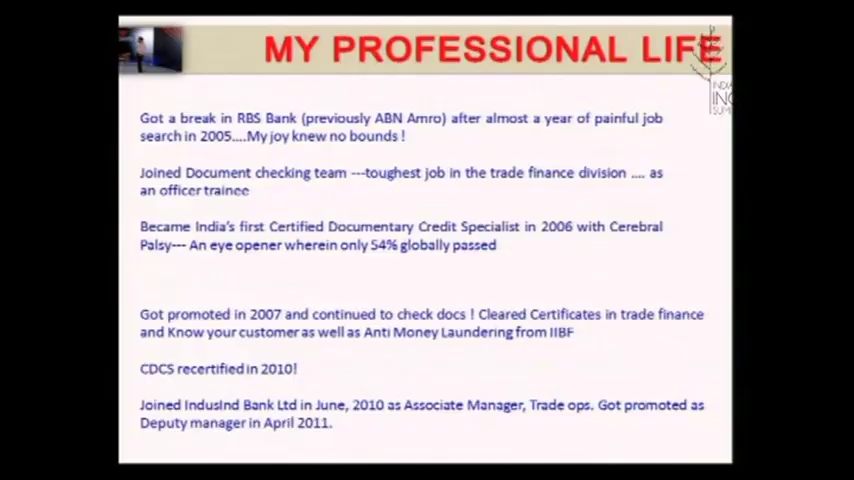 MY PROFESSIONAL LIFE
Got a break in RBS Bank (previously ABN Amro) after almost a year of painful job
search in 2005....My joy knew no bounds !
Joined Document checking team ---toughest job in the trade finance division .... as
an officer trainee
Became India's first Certified Documentary Credit Specialist in 2006 with Cerebral
Palsy--- An eye opener wherein only 54% globally passed
Got promoted in 2007 and continued to check docs ! Cleared Certificates in trade finance
and Know your customer as well as Anti Money Laundering from IIBF
CDCS recertified in 2010!
Joined IndusInd Bank Ltd in June, 2010 as Associate Manager, Trade ops. Got promoted as
Deputy manager in April 2011.